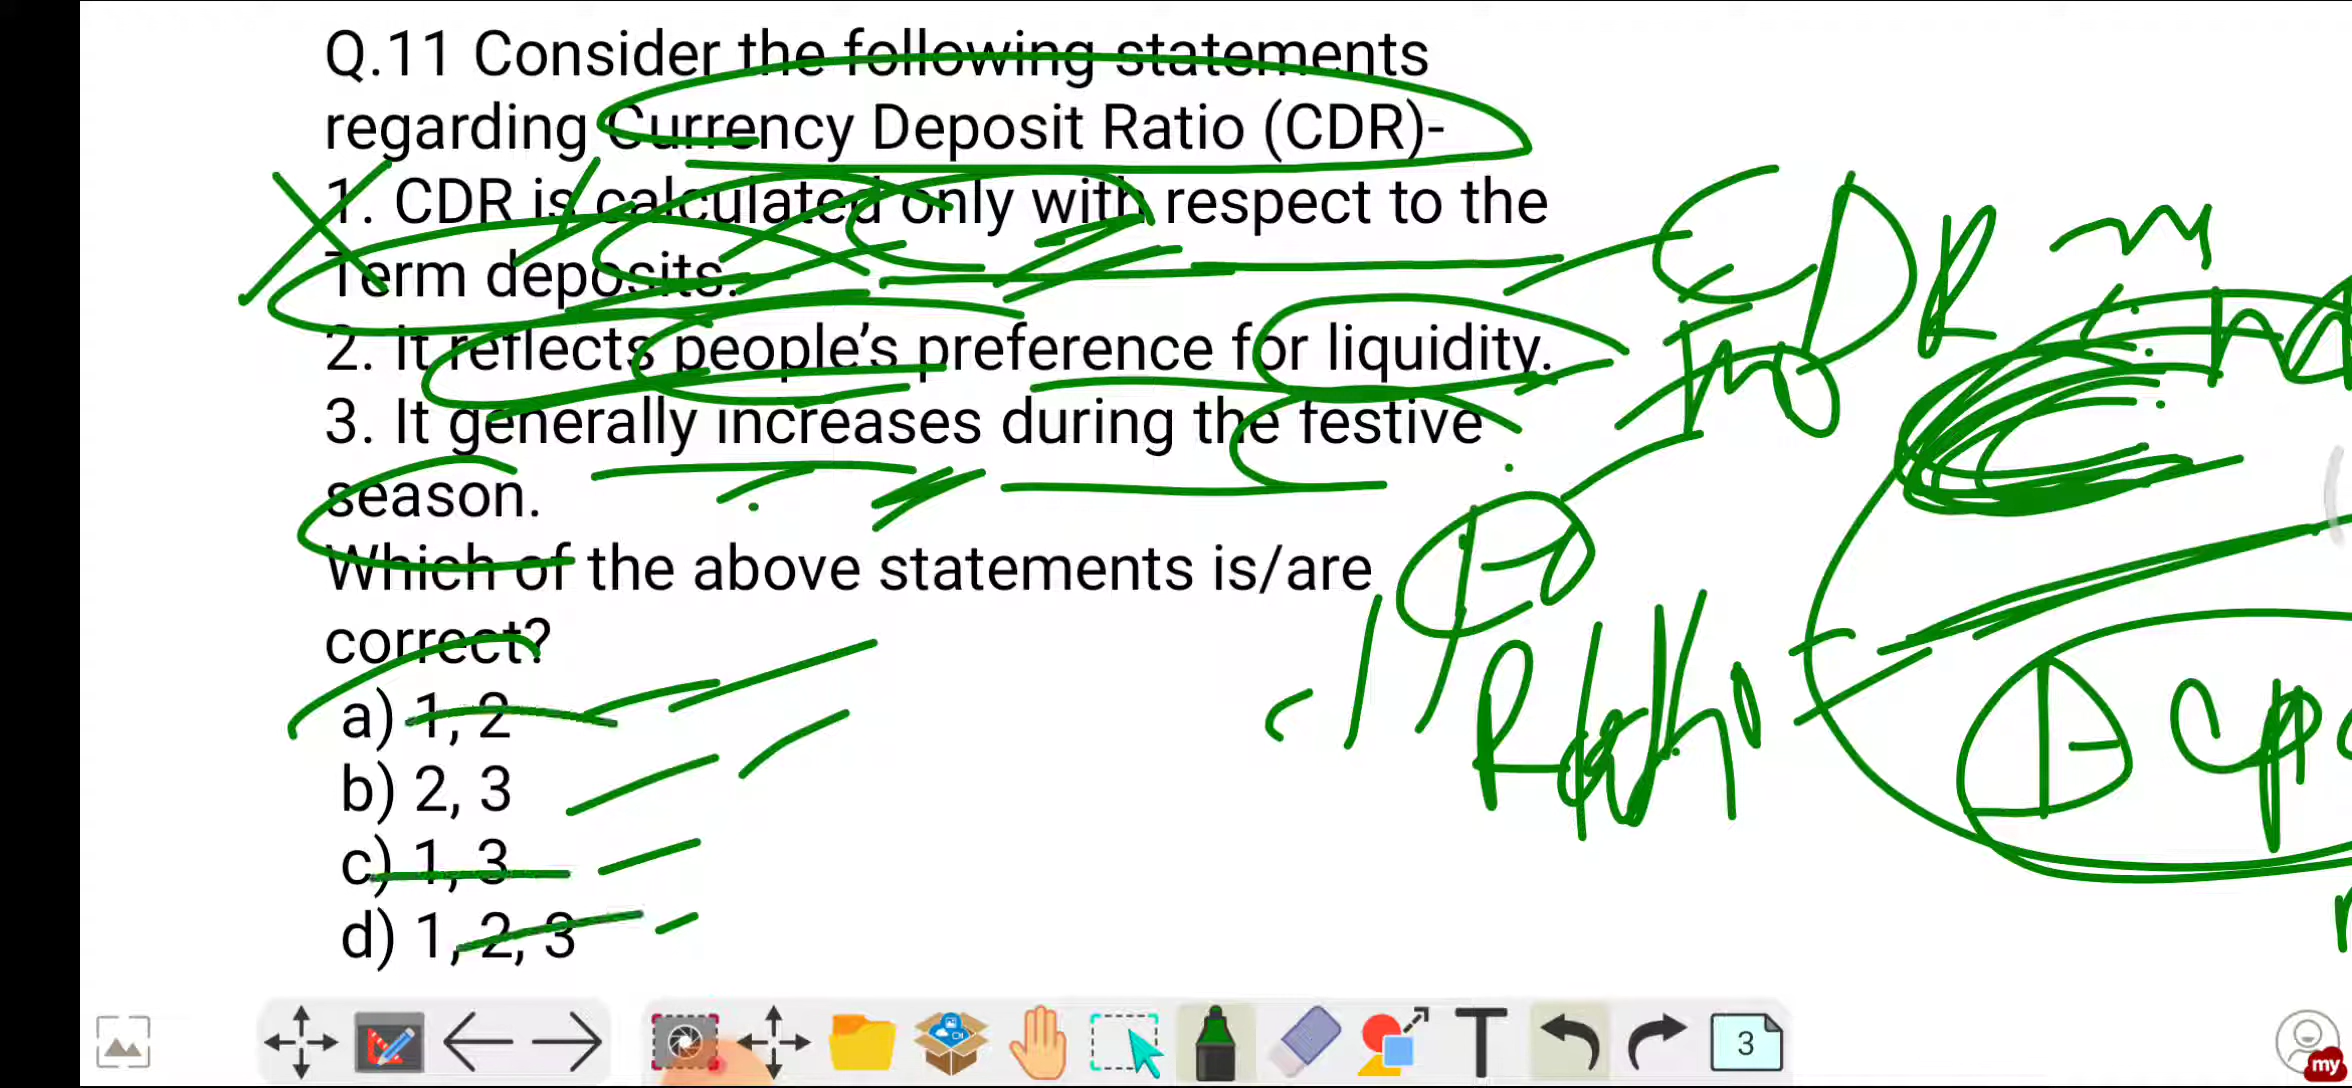 Q.11 Consider the following statements
regarding Currency Deposit Ratio (CDR)-
1. CDR is calculated only with respect to the
Term deposits.
2. It reflects people's preference for liquidity.
3. It generally increases during the festive
season.
Which of the above statements is/are
correct?
a) 1, 2
b) 2, 3
c) 1, 3
d) 1, 2, 3
CDR
Ratio
3
my